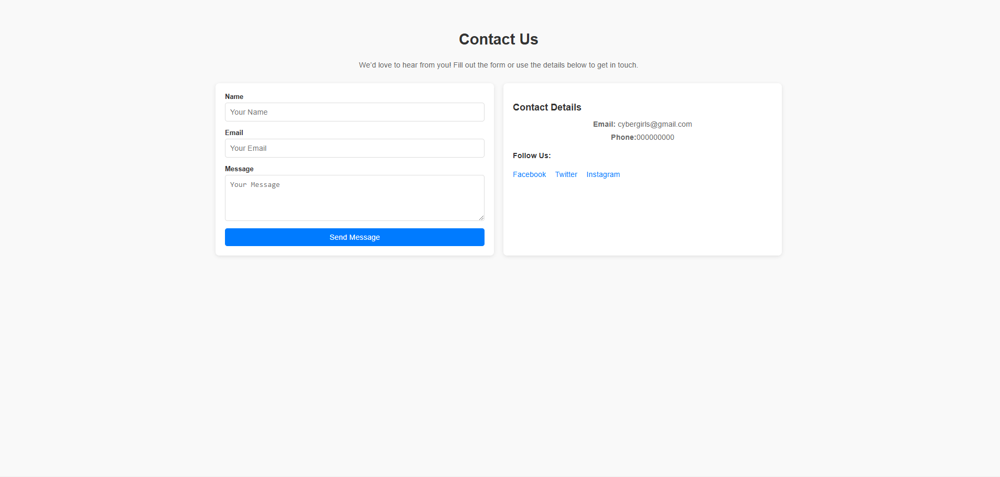 Contact Us
We’d love to hear from you! Fill out the form or use the details below to get in touch.
Name
Your Name
Email
Your Email
Message
Your Message
Send Message
Contact Details
Email: cybergirls@gmail.com
Phone:000000000
Follow Us:
Facebook Twitter Instagram